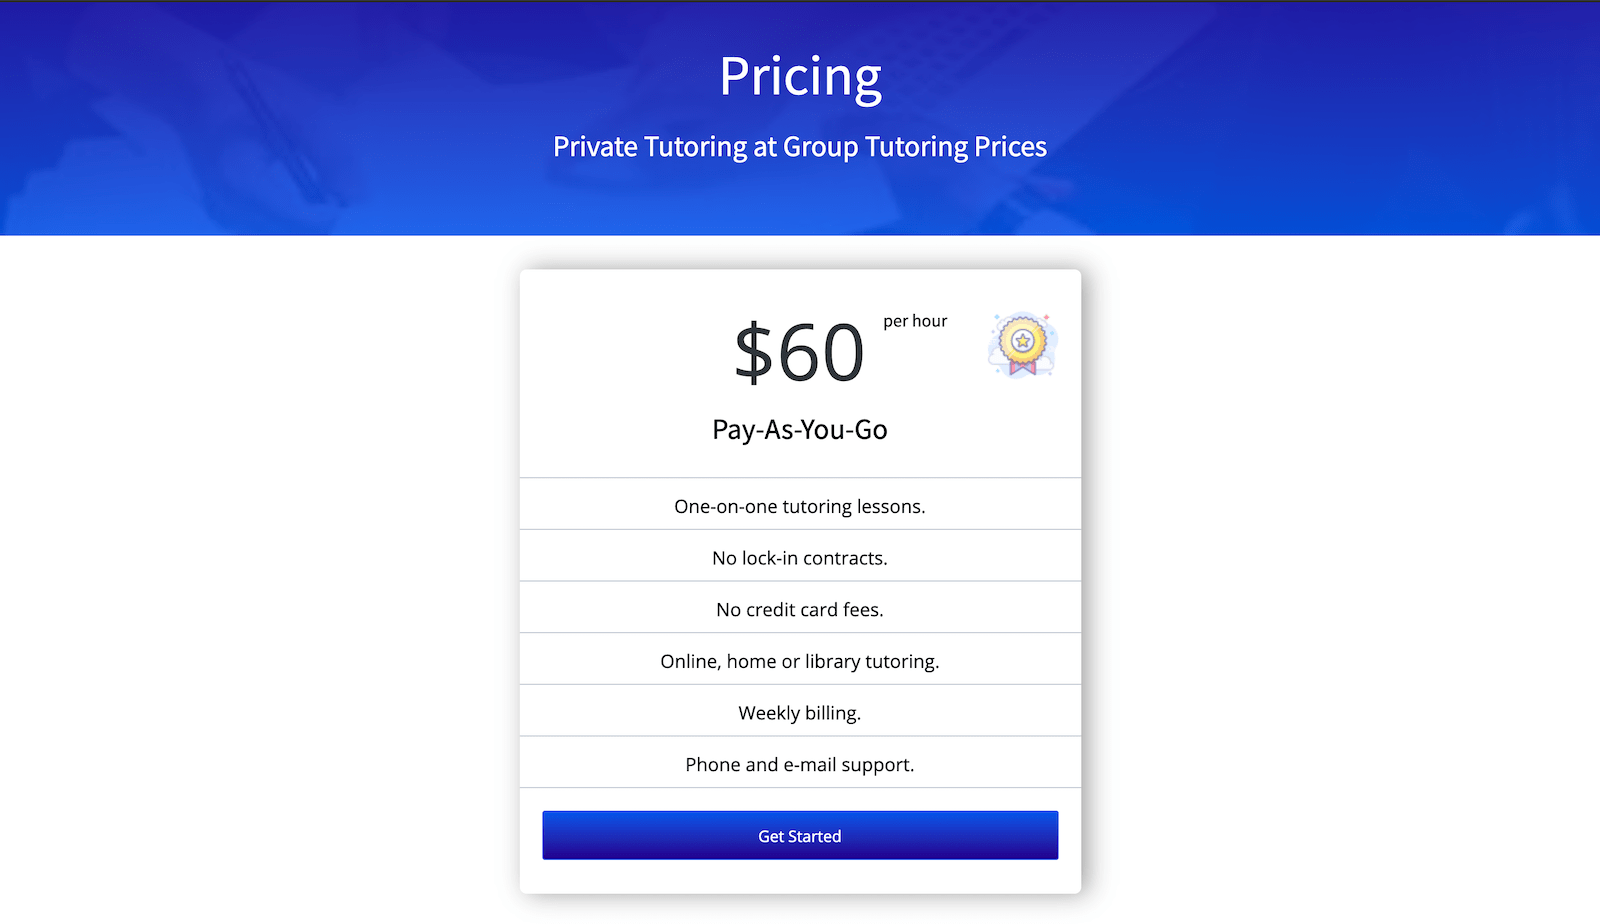 Pricing
Private Tutoring at Group Tutoring Prices
$60 per hour
Pay-As-You-Go
One-on-one tutoring lessons.
No lock-in contracts.
No credit card fees.
Online, home or library tutoring.
Weekly billing.
Phone and e-mail support.
Get Started